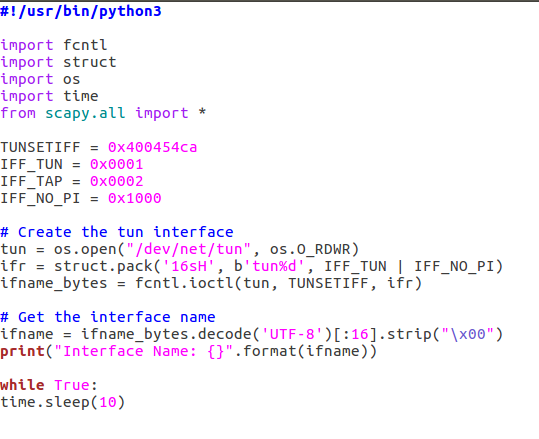 #!/usr/bin/python3
import fcntl
import struct
import os
import time
from scapy.all import *
TUNSETIFF = 0x400454ca
IFF_TUN = 0x0001
IFF_TAP = 0x0002
IFF_NO_PI = 0x1000
# Create the tun interface
tun = os.open("/dev/net/tun", os.O_RDWR)
ifr = struct.pack('16sH', b'tun%d', IFF_TUN | IFF_NO_PI)
ifname_bytes = fcntl.ioctl(tun, TUNSETIFF, ifr)
# Get the interface name
ifname = ifname_bytes.decode('UTF-8')[:16].strip("\x00")
print("Interface Name: {}".format(ifname))
while True:
time.sleep(10)